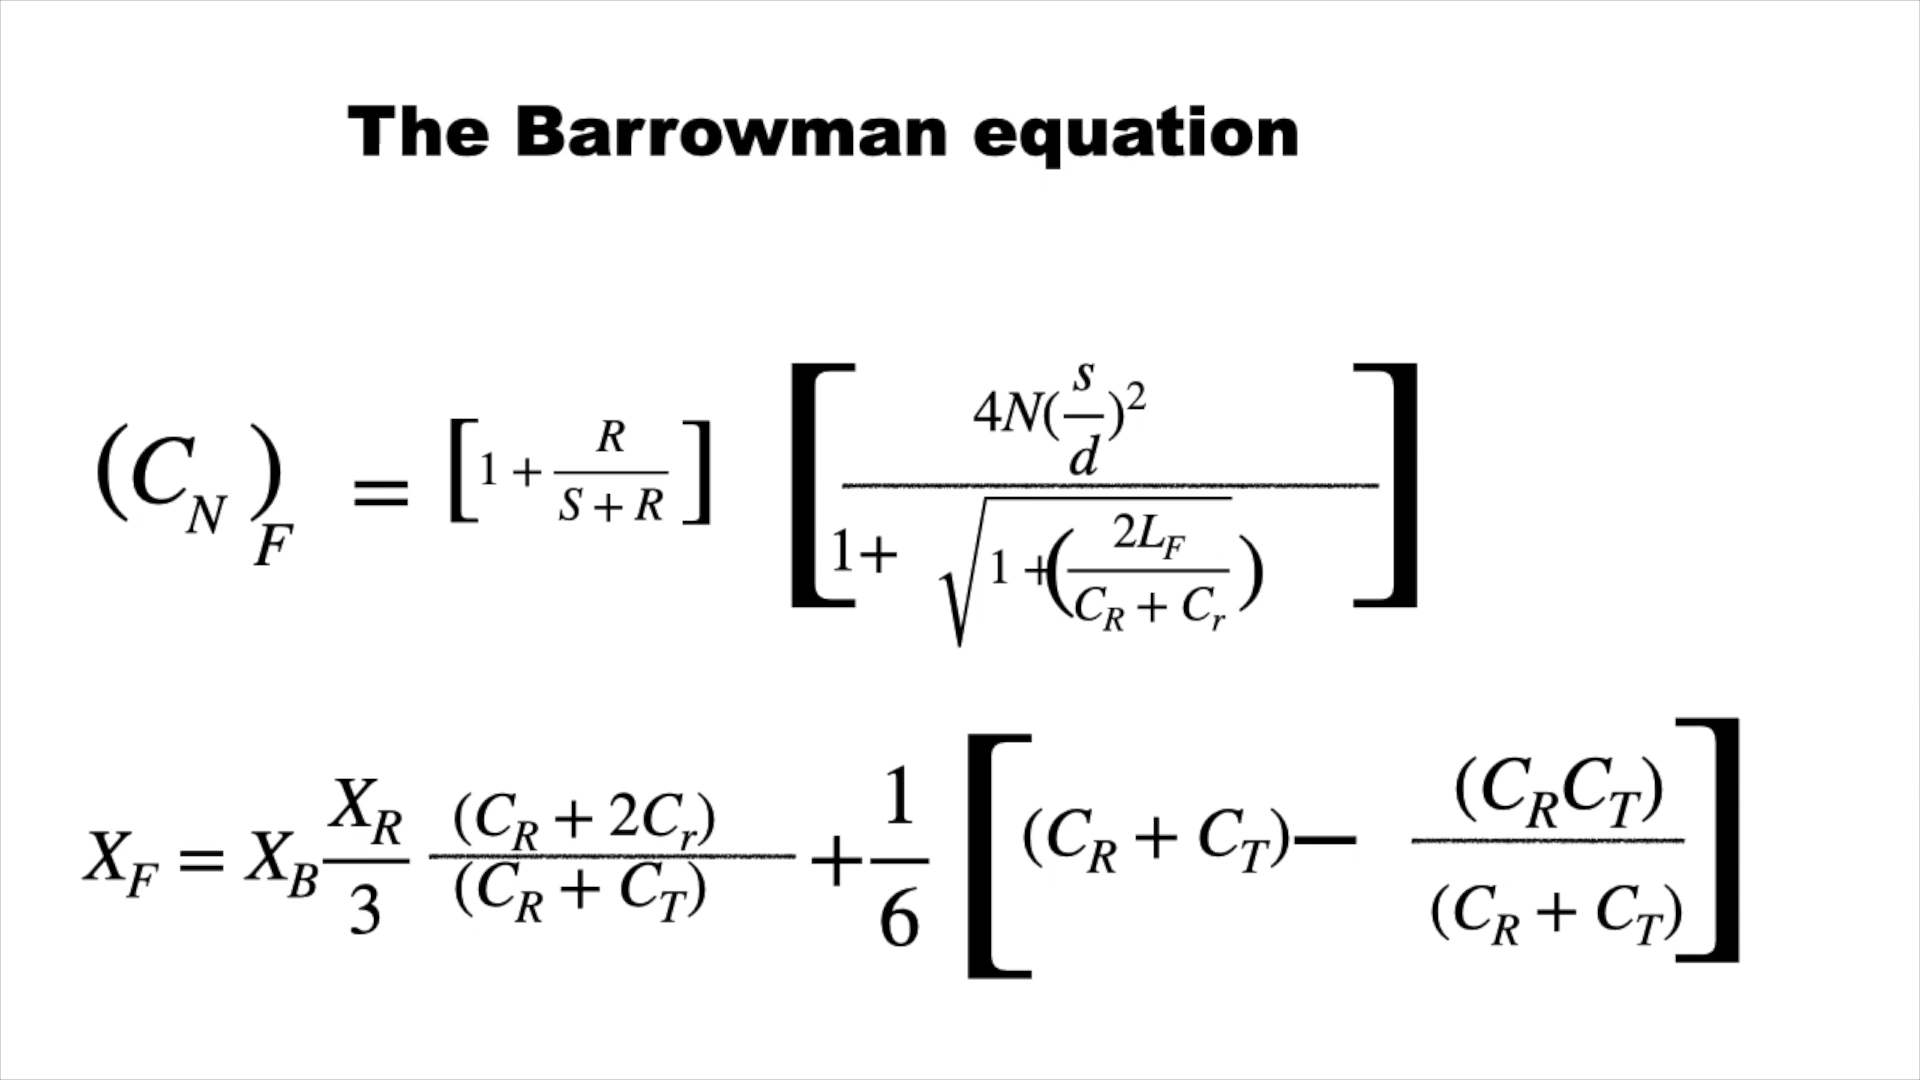 The Barrowman equation
(C_N)_F = [1 + R/(S + R)] [4N(s/d)^2 / (1+ √(1 + (2L_F/(C_R + C_r))))]
X_F = X_B X_R/3 (C_R + 2C_r)/(C_R + C_T) + 1/6 [(C_R + C_T) − (C_R C_T)/(C_R + C_T)]